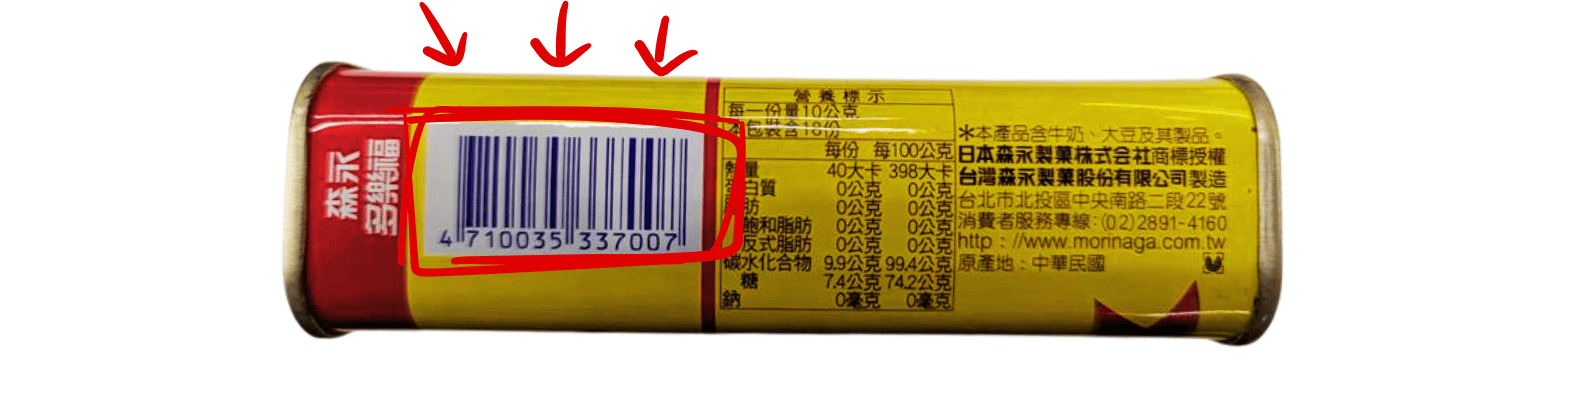 森永
多樂福
4 710035 337007
營養標示
每一份量10公克
本包裝含18份
每份 每100公克
熱量 40大卡 398大卡
蛋白質 0公克 0公克
脂肪 0公克 0公克
飽和脂肪 0公克 0公克
反式脂肪 0公克 0公克
碳水化合物 9.9公克 99.4公克
糖 7.4公克 74.2公克
鈉 0毫克 0毫克
*本產品含牛奶、大豆及其製品。
日本森永製菓株式会社商標授權
台灣森永製菓股份有限公司製造
台北市北投區中央南路二段22號
消費者服務專線：(02)2891-4160
http：//www.morinaga.com.tw
原產地：中華民國